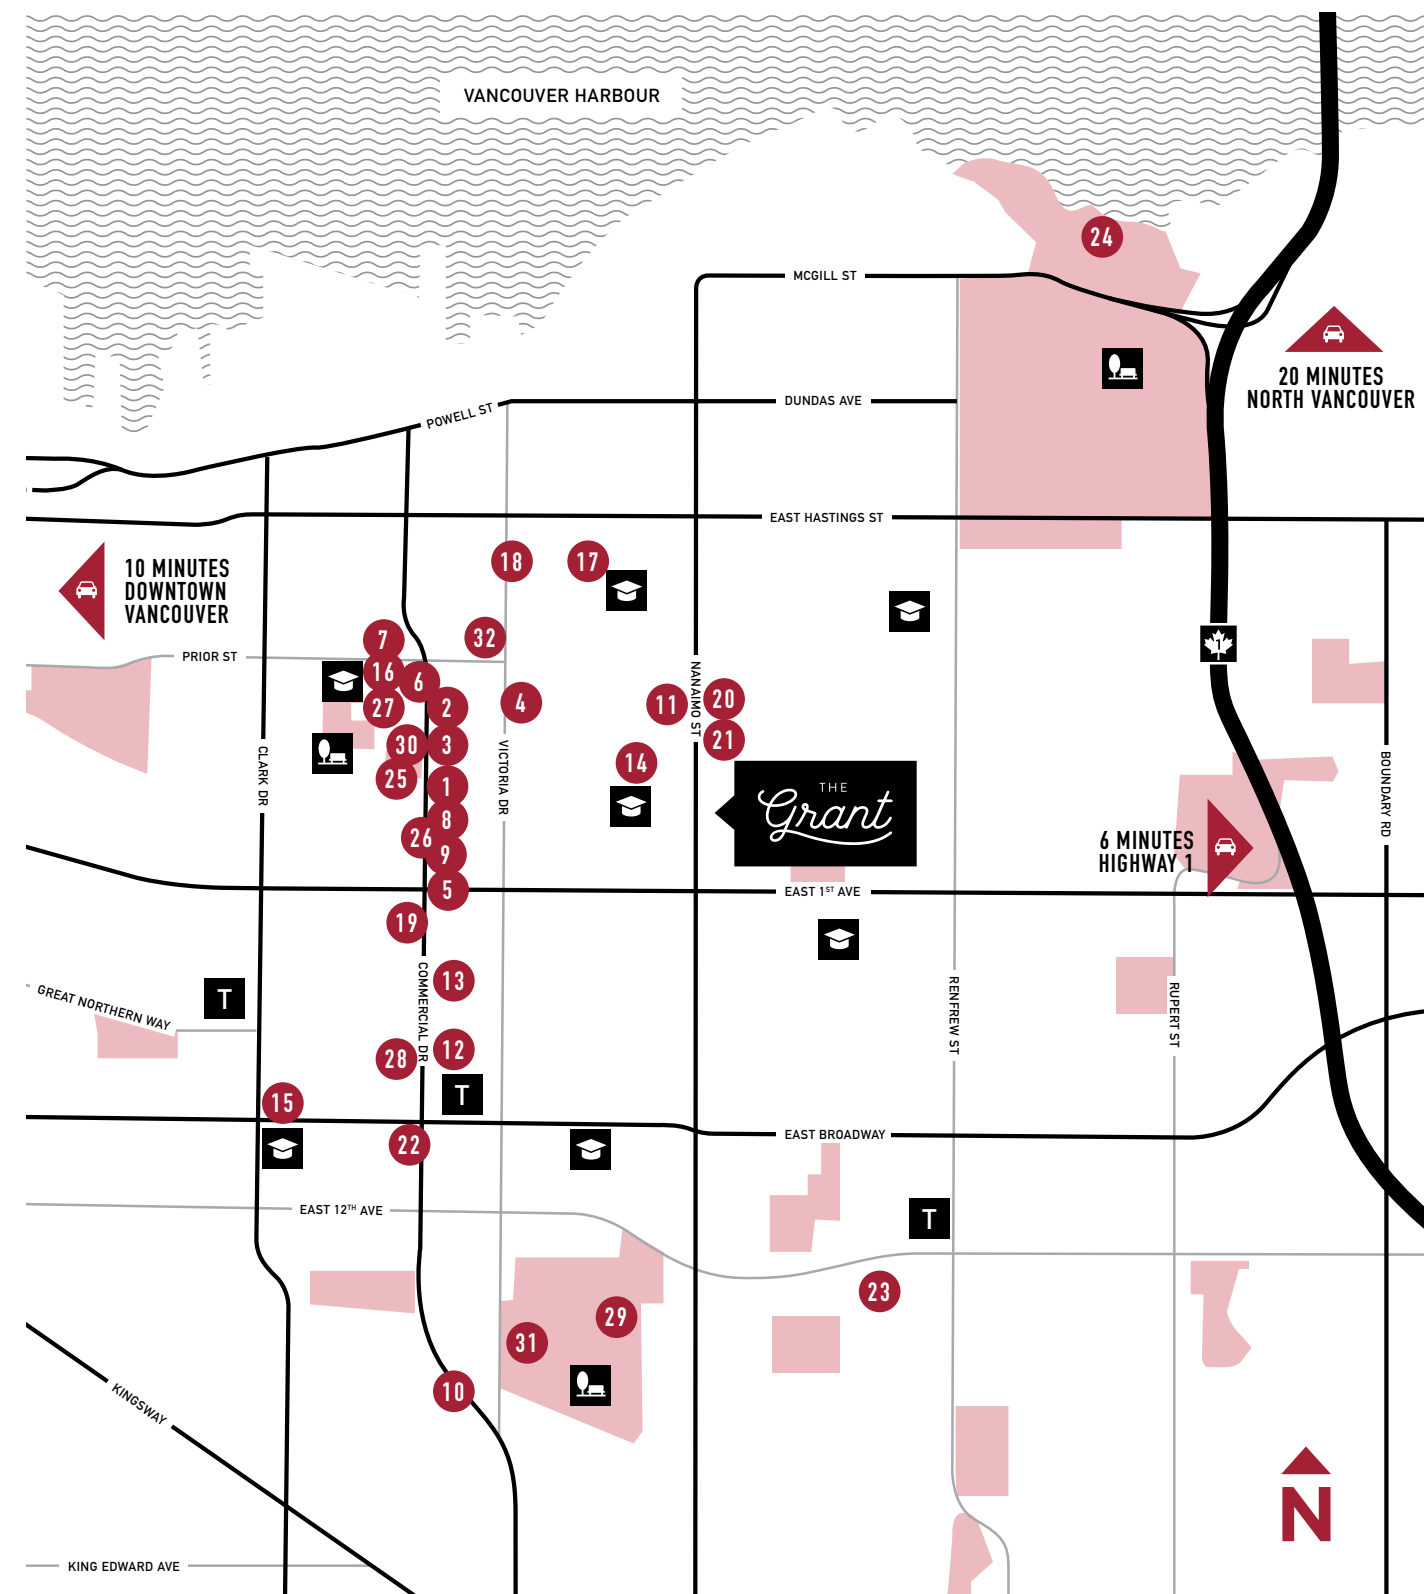 VANCOUVER HARBOUR
24
MCGILL ST
20 MINUTES
NORTH VANCOUVER
DUNDAS AVE
POWELL ST
EAST HASTINGS ST
10 MINUTES
DOWNTOWN
VANCOUVER
18
17
7
32
1
PRIOR ST
16
6
27
2
4
11
20
NANAIMO ST
21
30
3
14
25
1
CLARK DR
VICTORIA DR
BOUNDARY RD
THE
Grant
8
26
9
6 MINUTES
HIGHWAY 1
5
EAST 1ST AVE
19
13
COMMERCIAL DR
RENFREW ST
RUPERT ST
T
GREAT NORTHERN WAY
28
12
T
15
22
EAST BROADWAY
EAST 12TH AVE
T
23
29
31
10
KINGSWAY
N
KING EDWARD AVE